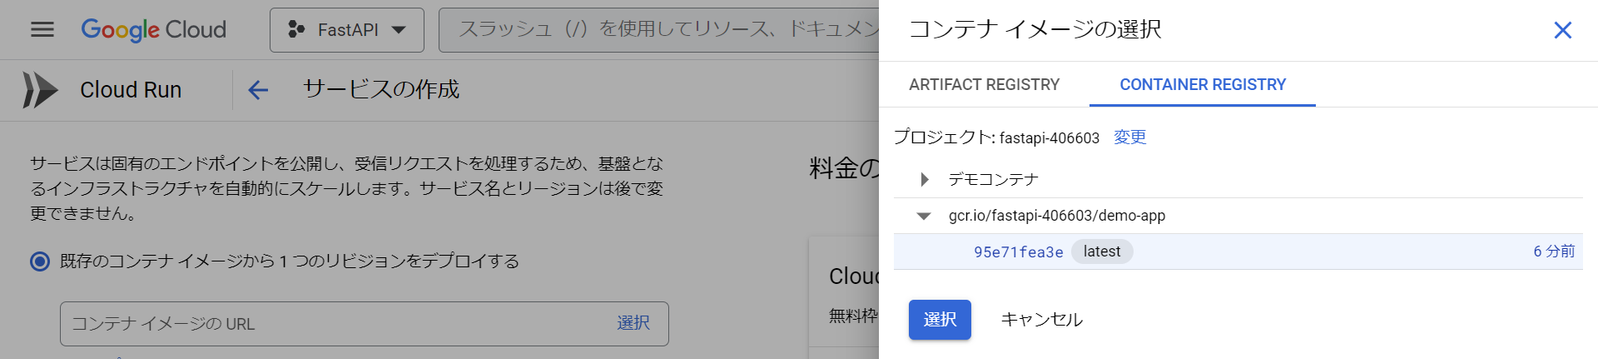 Google Cloud
FastAPI
スラッシュ（/）を使用してリソース、ドキュメン
Cloud Run
サービスの作成
サービスは固有のエンドポイントを公開し、受信リクエストを処理するため、基盤とな
るインフラストラクチャを自動的にスケールします。サービス名とリージョンは後で変
更できません。
既存のコンテナ イメージから 1 つのリビジョンをデプロイする
コンテナ イメージの URL
選択
料金の
Cloud
無料枠
コンテナ イメージの選択
ARTIFACT REGISTRY
CONTAINER REGISTRY
プロジェクト: fastapi-406603 変更
デモコンテナ
gcr.io/fastapi-406603/demo-app
95e71fea3e latest 6 分前
選択
キャンセル